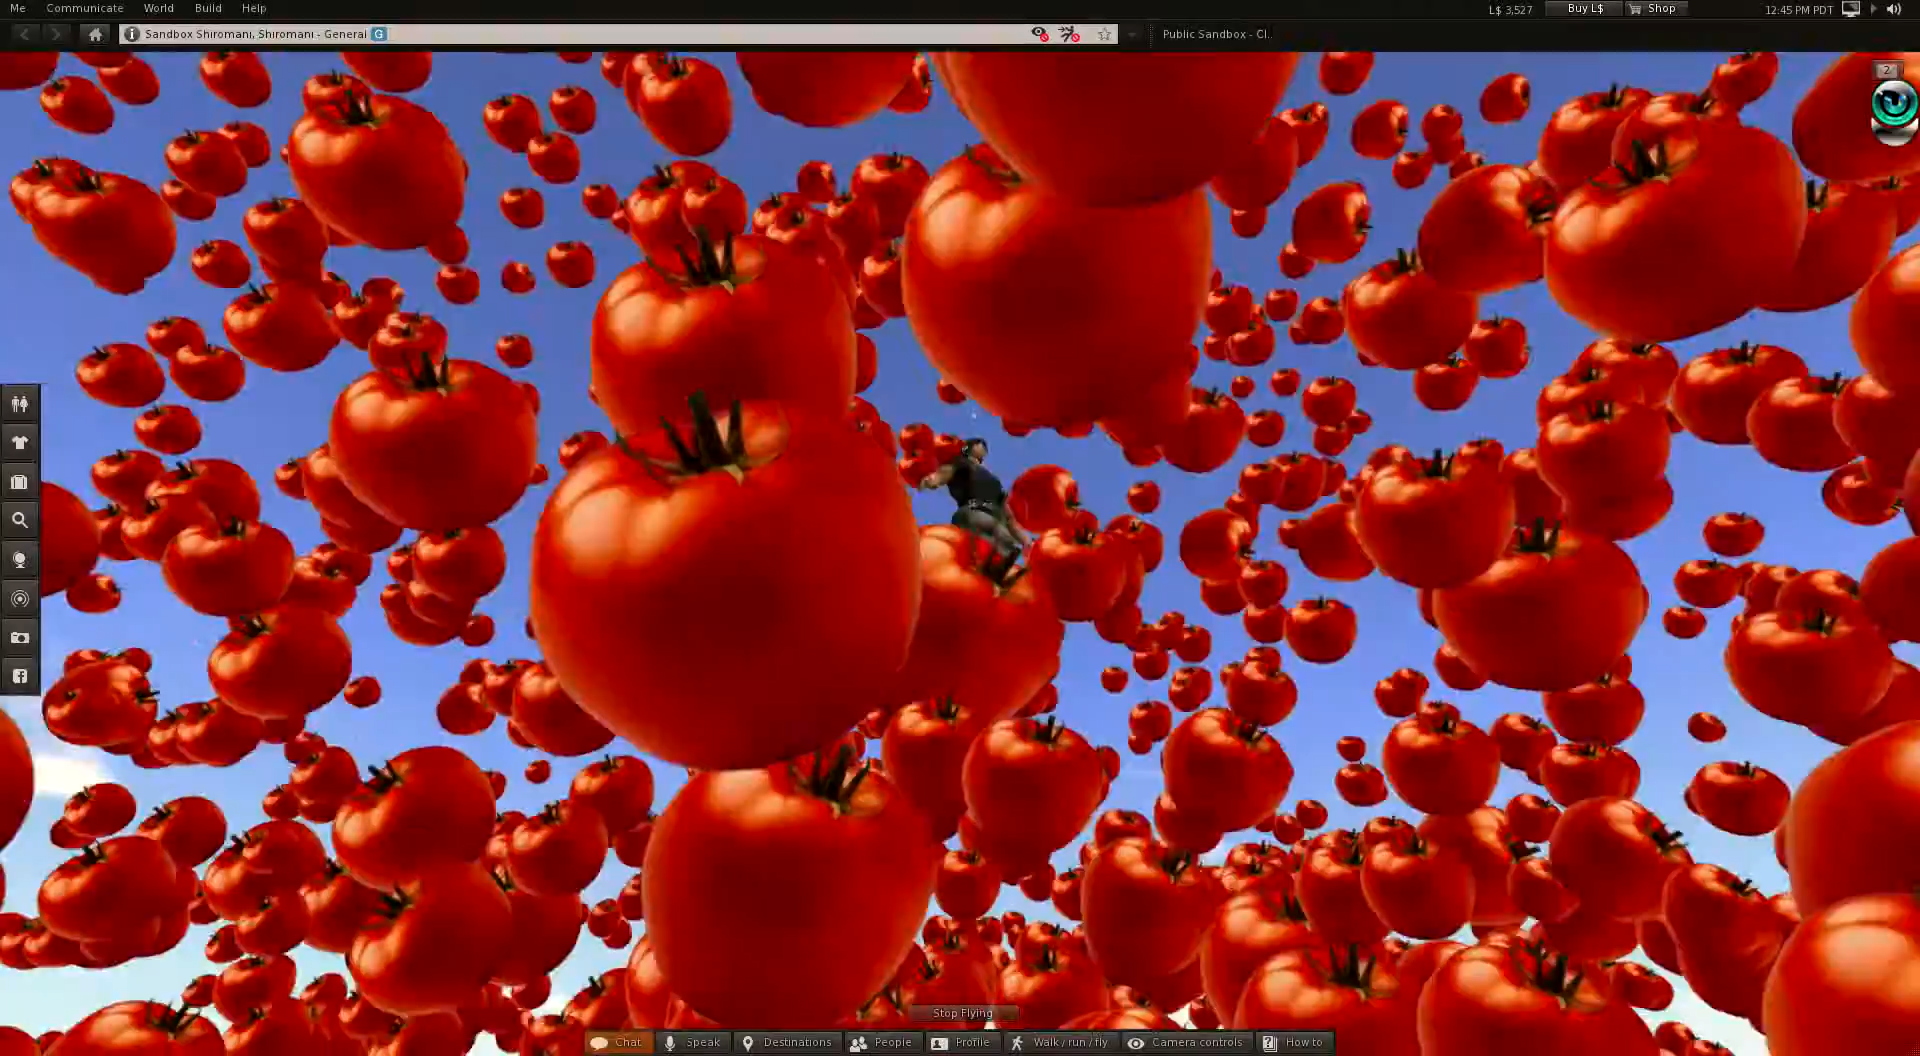 Me Communicate World Build Help
L$ 3,527 Buy L$ Shop 12:45 PM PDT
Sandbox Shiromani, Shiromani - General G
Public Sandbox - Cl..
2
Stop Flying
Chat Speak Destinations People Profile Walk / run / fly Camera controls How to